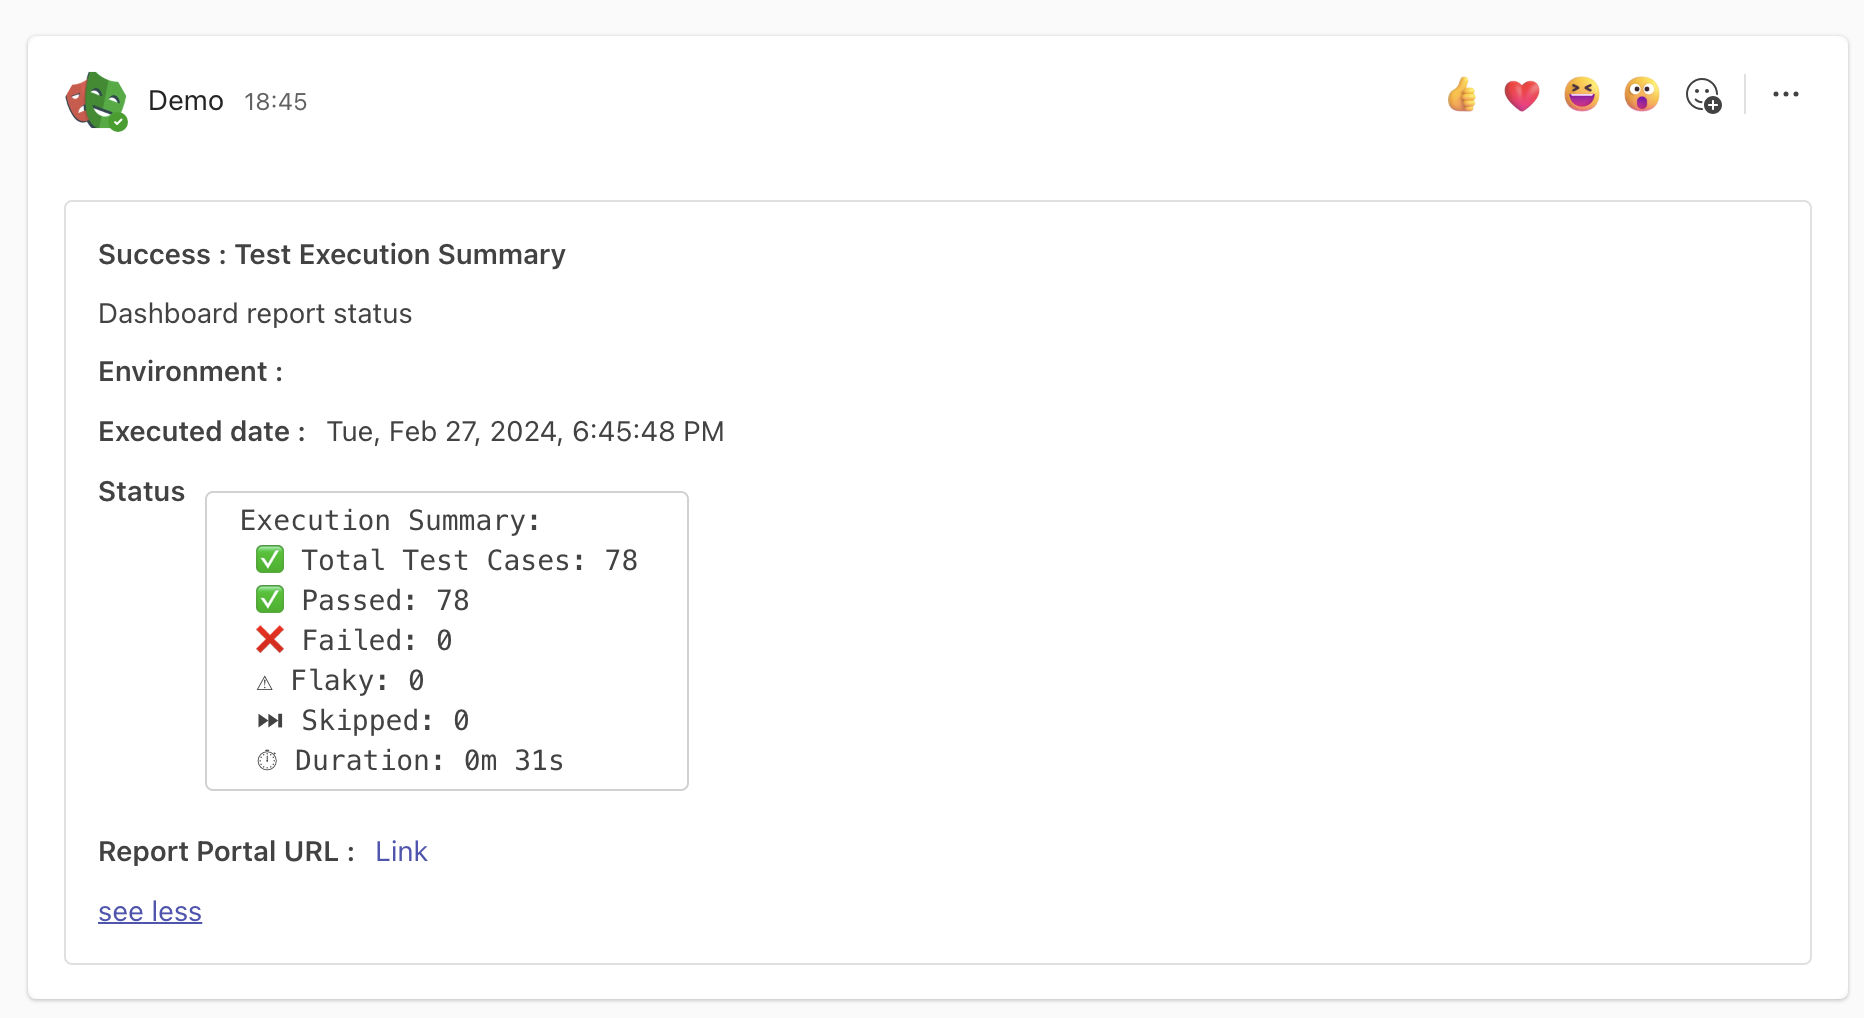 Demo 18:45
Success : Test Execution Summary
Dashboard report status
Environment :
Executed date : Tue, Feb 27, 2024, 6:45:48 PM
Status
Execution Summary:
✅ Total Test Cases: 78
✅ Passed: 78
❌ Failed: 0
⚠ Flaky: 0
⏭ Skipped: 0
⏱ Duration: 0m 31s
Report Portal URL : Link
see less